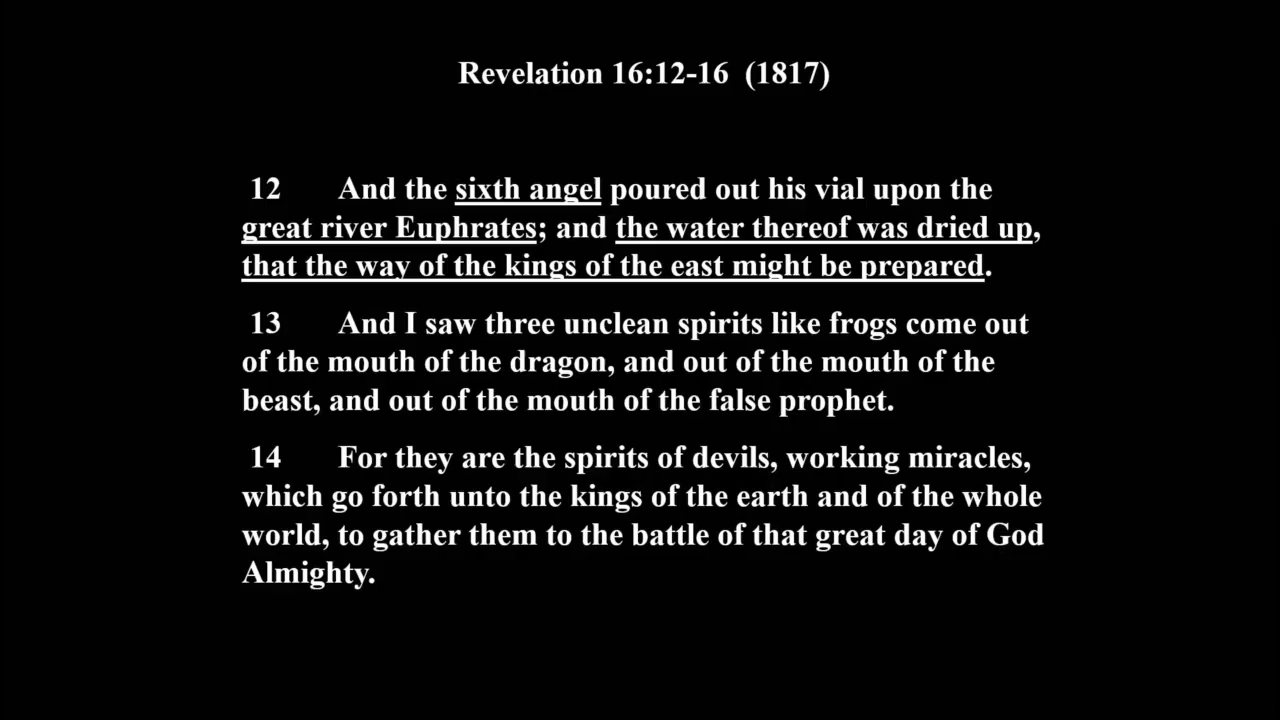 Revelation 16:12-16 (1817)
12 And the sixth angel poured out his vial upon the
great river Euphrates; and the water thereof was dried up,
that the way of the kings of the east might be prepared.
13 And I saw three unclean spirits like frogs come out
of the mouth of the dragon, and out of the mouth of the
beast, and out of the mouth of the false prophet.
14 For they are the spirits of devils, working miracles,
which go forth unto the kings of the earth and of the whole
world, to gather them to the battle of that great day of God
Almighty.